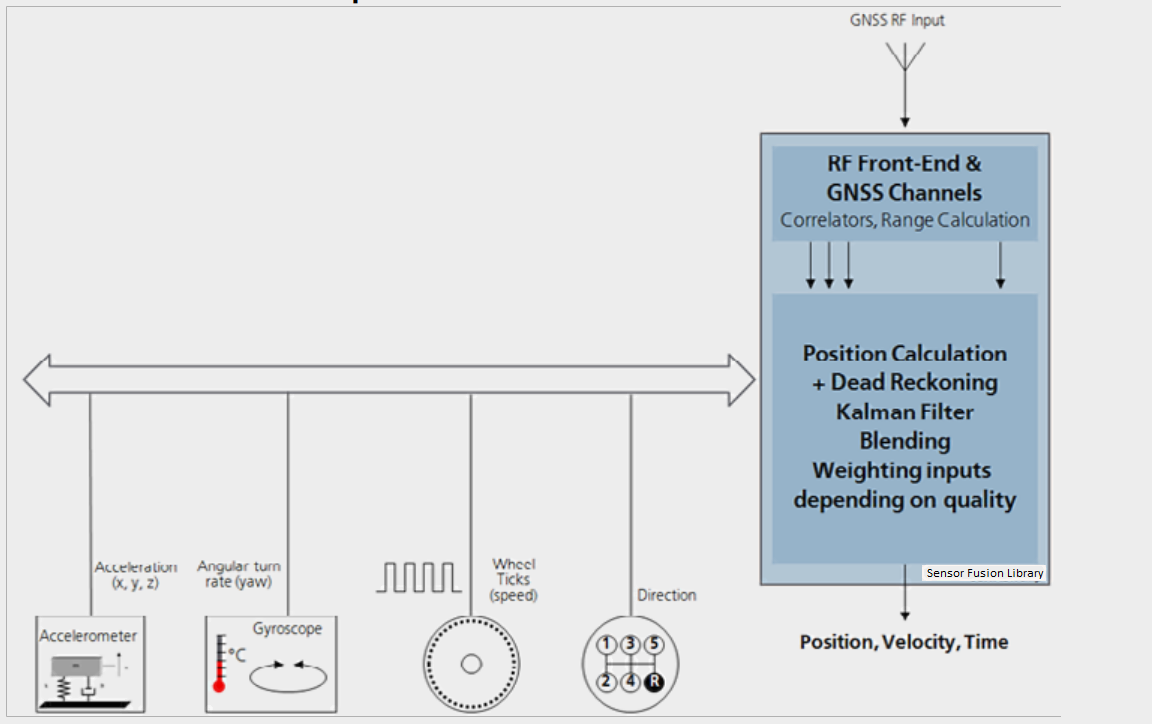 GNSS RF Input
RF Front-End &
GNSS Channels
Correlators, Range Calculation
Position Calculation
+ Dead Reckoning
Kalman Filter
Blending
Weighting inputs
depending on quality
Sensor Fusion Library
Position, Velocity, Time
Acceleration
(x, y, z)
Angular turn
rate (yaw)
Wheel
Ticks
(speed)
Direction
Accelerometer
Gyroscope
°C
1 3 5
2 4 R